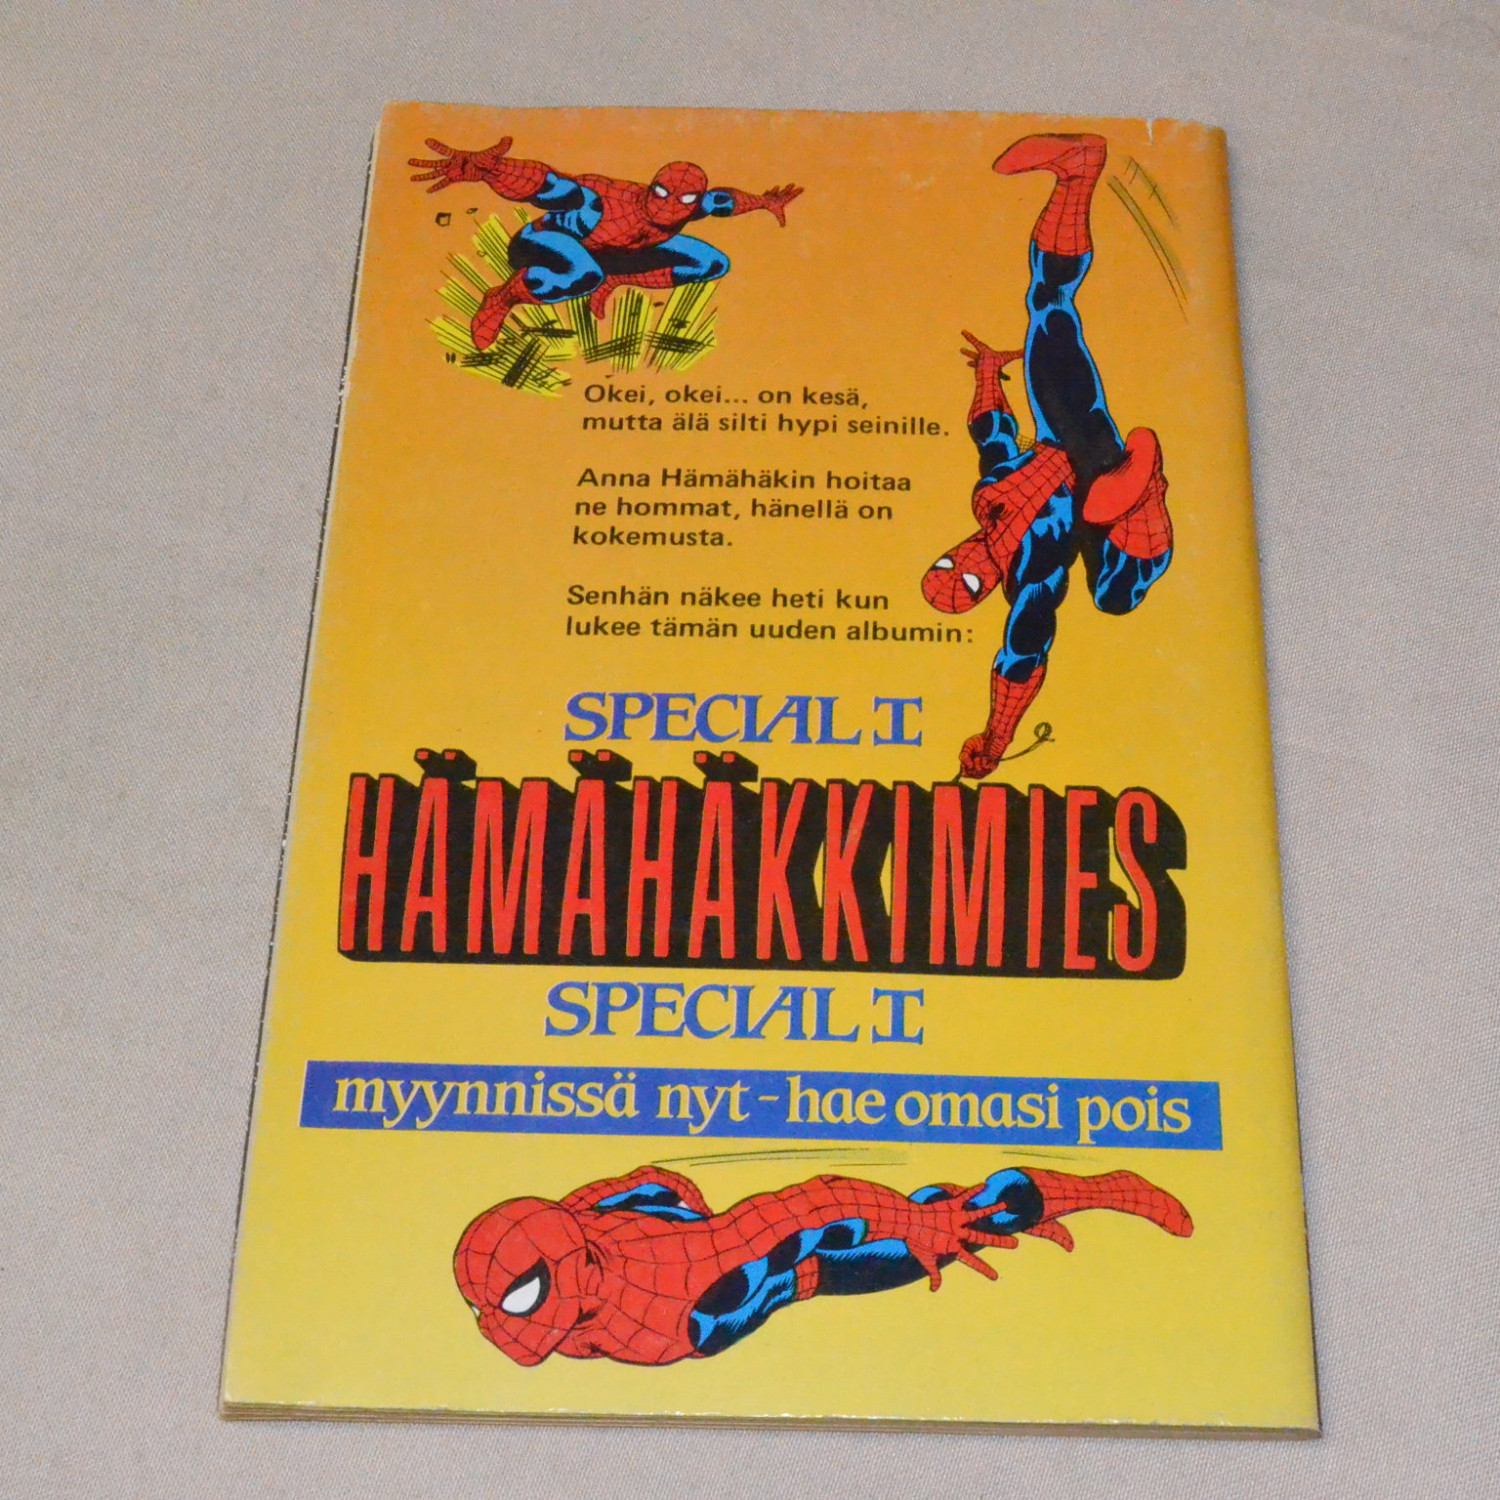 Okei, okei... on kesä,
mutta älä silti hypi seinille.
Anna Hämähäkin hoitaa
ne hommat, hänellä on
kokemusta.
Senhän näkee heti kun
lukee tämän uuden albumin:
SPECIAL I
HÄMÄHÄKKIMIES
SPECIAL I
myynnissä nyt - hae omasi pois